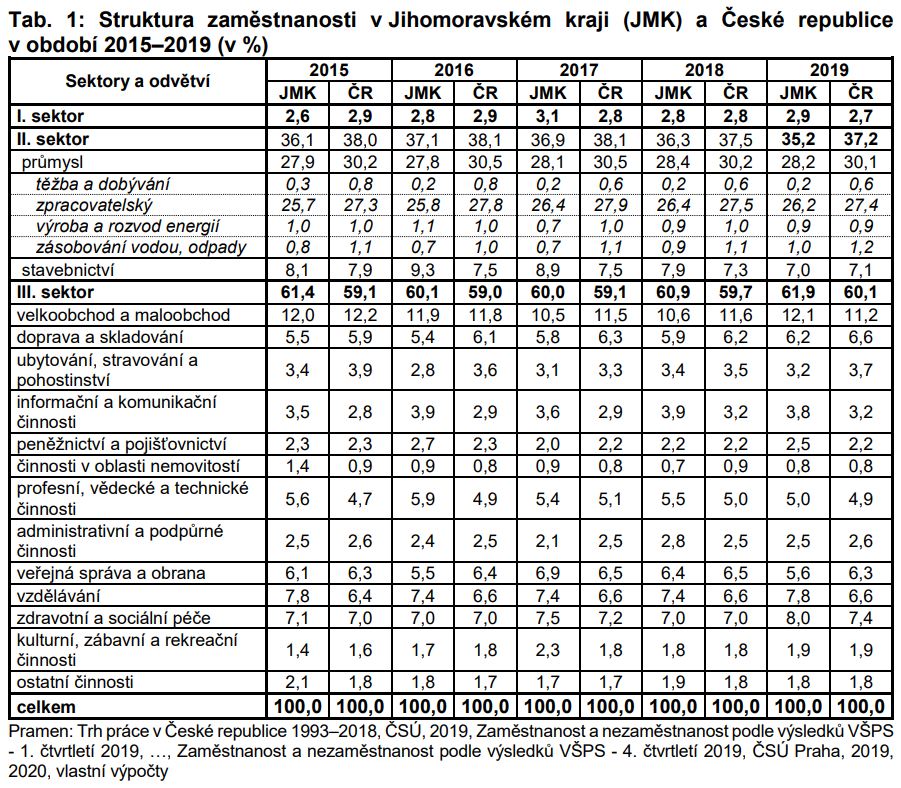 Tab. 1: Struktura zaměstnanosti v Jihomoravském kraji (JMK) a České republice
v období 2015–2019 (v %)
Sektory a odvětví 2015 2016 2017 2018 2019
JMK ČR JMK ČR JMK ČR JMK ČR JMK ČR
I. sektor 2,6 2,9 2,8 2,9 3,1 2,8 2,8 2,8 2,9 2,7
II. sektor 36,1 38,0 37,1 38,1 36,9 38,1 36,3 37,5 35,2 37,2
průmysl 27,9 30,2 27,8 30,5 28,1 30,5 28,4 30,2 28,2 30,1
těžba a dobývání 0,3 0,8 0,2 0,8 0,2 0,6 0,2 0,6 0,2 0,6
zpracovatelský 25,7 27,3 25,8 27,8 26,4 27,9 26,4 27,5 26,2 27,4
výroba a rozvod energií 1,0 1,0 1,1 1,0 0,7 1,0 0,9 1,0 0,9 0,9
zásobování vodou, odpady 0,8 1,1 0,7 1,0 0,7 1,1 0,9 1,1 1,0 1,2
stavebnictví 8,1 7,9 9,3 7,5 8,9 7,5 7,9 7,3 7,0 7,1
III. sektor 61,4 59,1 60,1 59,0 60,0 59,1 60,9 59,7 61,9 60,1
velkoobchod a maloobchod 12,0 12,2 11,9 11,8 10,5 11,5 10,6 11,6 12,1 11,2
doprava a skladování 5,5 5,9 5,4 6,1 5,8 6,3 5,9 6,2 6,2 6,6
ubytování, stravování a
pohostinství 3,4 3,9 2,8 3,6 3,1 3,3 3,4 3,5 3,2 3,7
informační a komunikační
činnosti 3,5 2,8 3,9 2,9 3,6 2,9 3,9 3,2 3,8 3,2
peněžnictví a pojišťovnictví 2,3 2,3 2,7 2,3 2,0 2,2 2,2 2,2 2,5 2,2
činnosti v oblasti nemovitostí 1,4 0,9 0,9 0,8 0,9 0,8 0,7 0,9 0,8 0,8
profesní, vědecké a technické
činnosti 5,6 4,7 5,9 4,9 5,4 5,1 5,5 5,0 5,0 4,9
administrativní a podpůrné
činnosti 2,5 2,6 2,4 2,5 2,1 2,5 2,8 2,5 2,5 2,6
veřejná správa a obrana 6,1 6,3 5,5 6,4 6,9 6,5 6,4 6,5 5,6 6,3
vzdělávání 7,8 6,4 7,4 6,6 7,4 6,6 7,4 6,6 7,8 6,6
zdravotní a sociální péče 7,1 7,0 7,0 7,0 7,5 7,2 7,0 7,0 8,0 7,4
kulturní, zábavní a rekreační
činnosti 1,4 1,6 1,7 1,8 2,3 1,8 1,8 1,8 1,9 1,9
ostatní činnosti 2,1 1,8 1,8 1,7 1,7 1,7 1,9 1,8 1,8 1,8
celkem 100,0 100,0 100,0 100,0 100,0 100,0 100,0 100,0 100,0 100,0
Pramen: Trh práce v České republice 1993–2018, ČSÚ, 2019, Zaměstnanost a nezaměstnanost podle výsledků VŠPS
- 1. čtvrtletí 2019, …, Zaměstnanost a nezaměstnanost podle výsledků VŠPS - 4. čtvrtletí 2019, ČSÚ Praha, 2019,
2020, vlastní výpočty